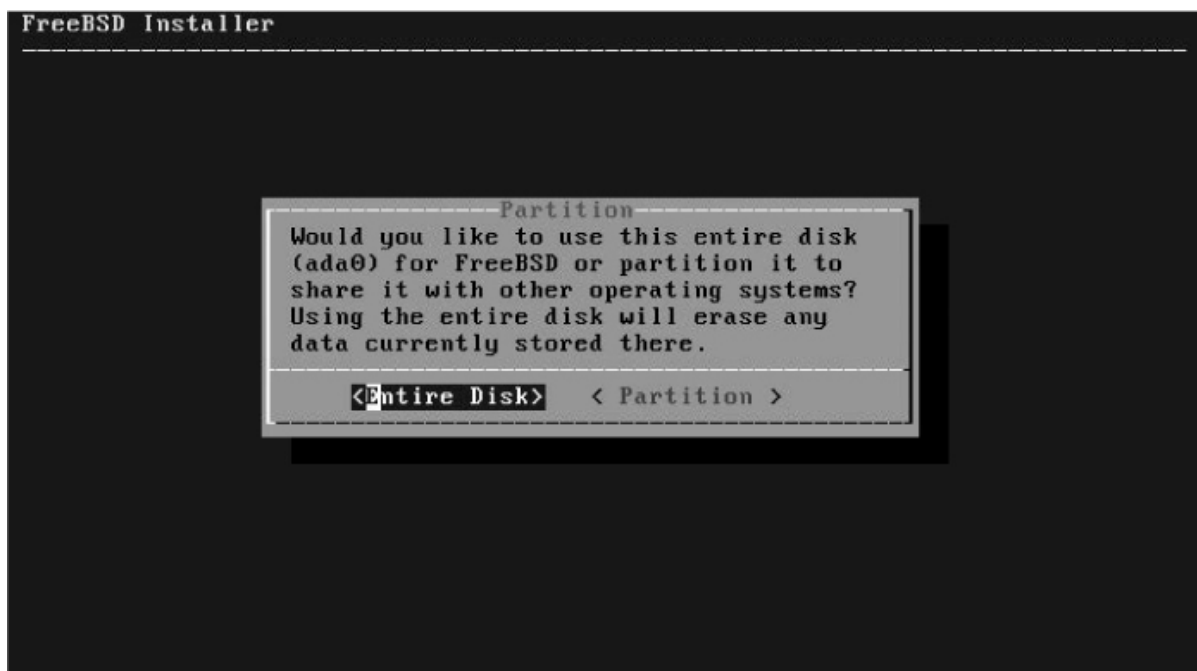 FreeBSD Installer
Partition
Would you like to use this entire disk
(ada0) for FreeBSD or partition it to
share it with other operating systems?
Using the entire disk will erase any
data currently stored there.
<Entire Disk> < Partition >